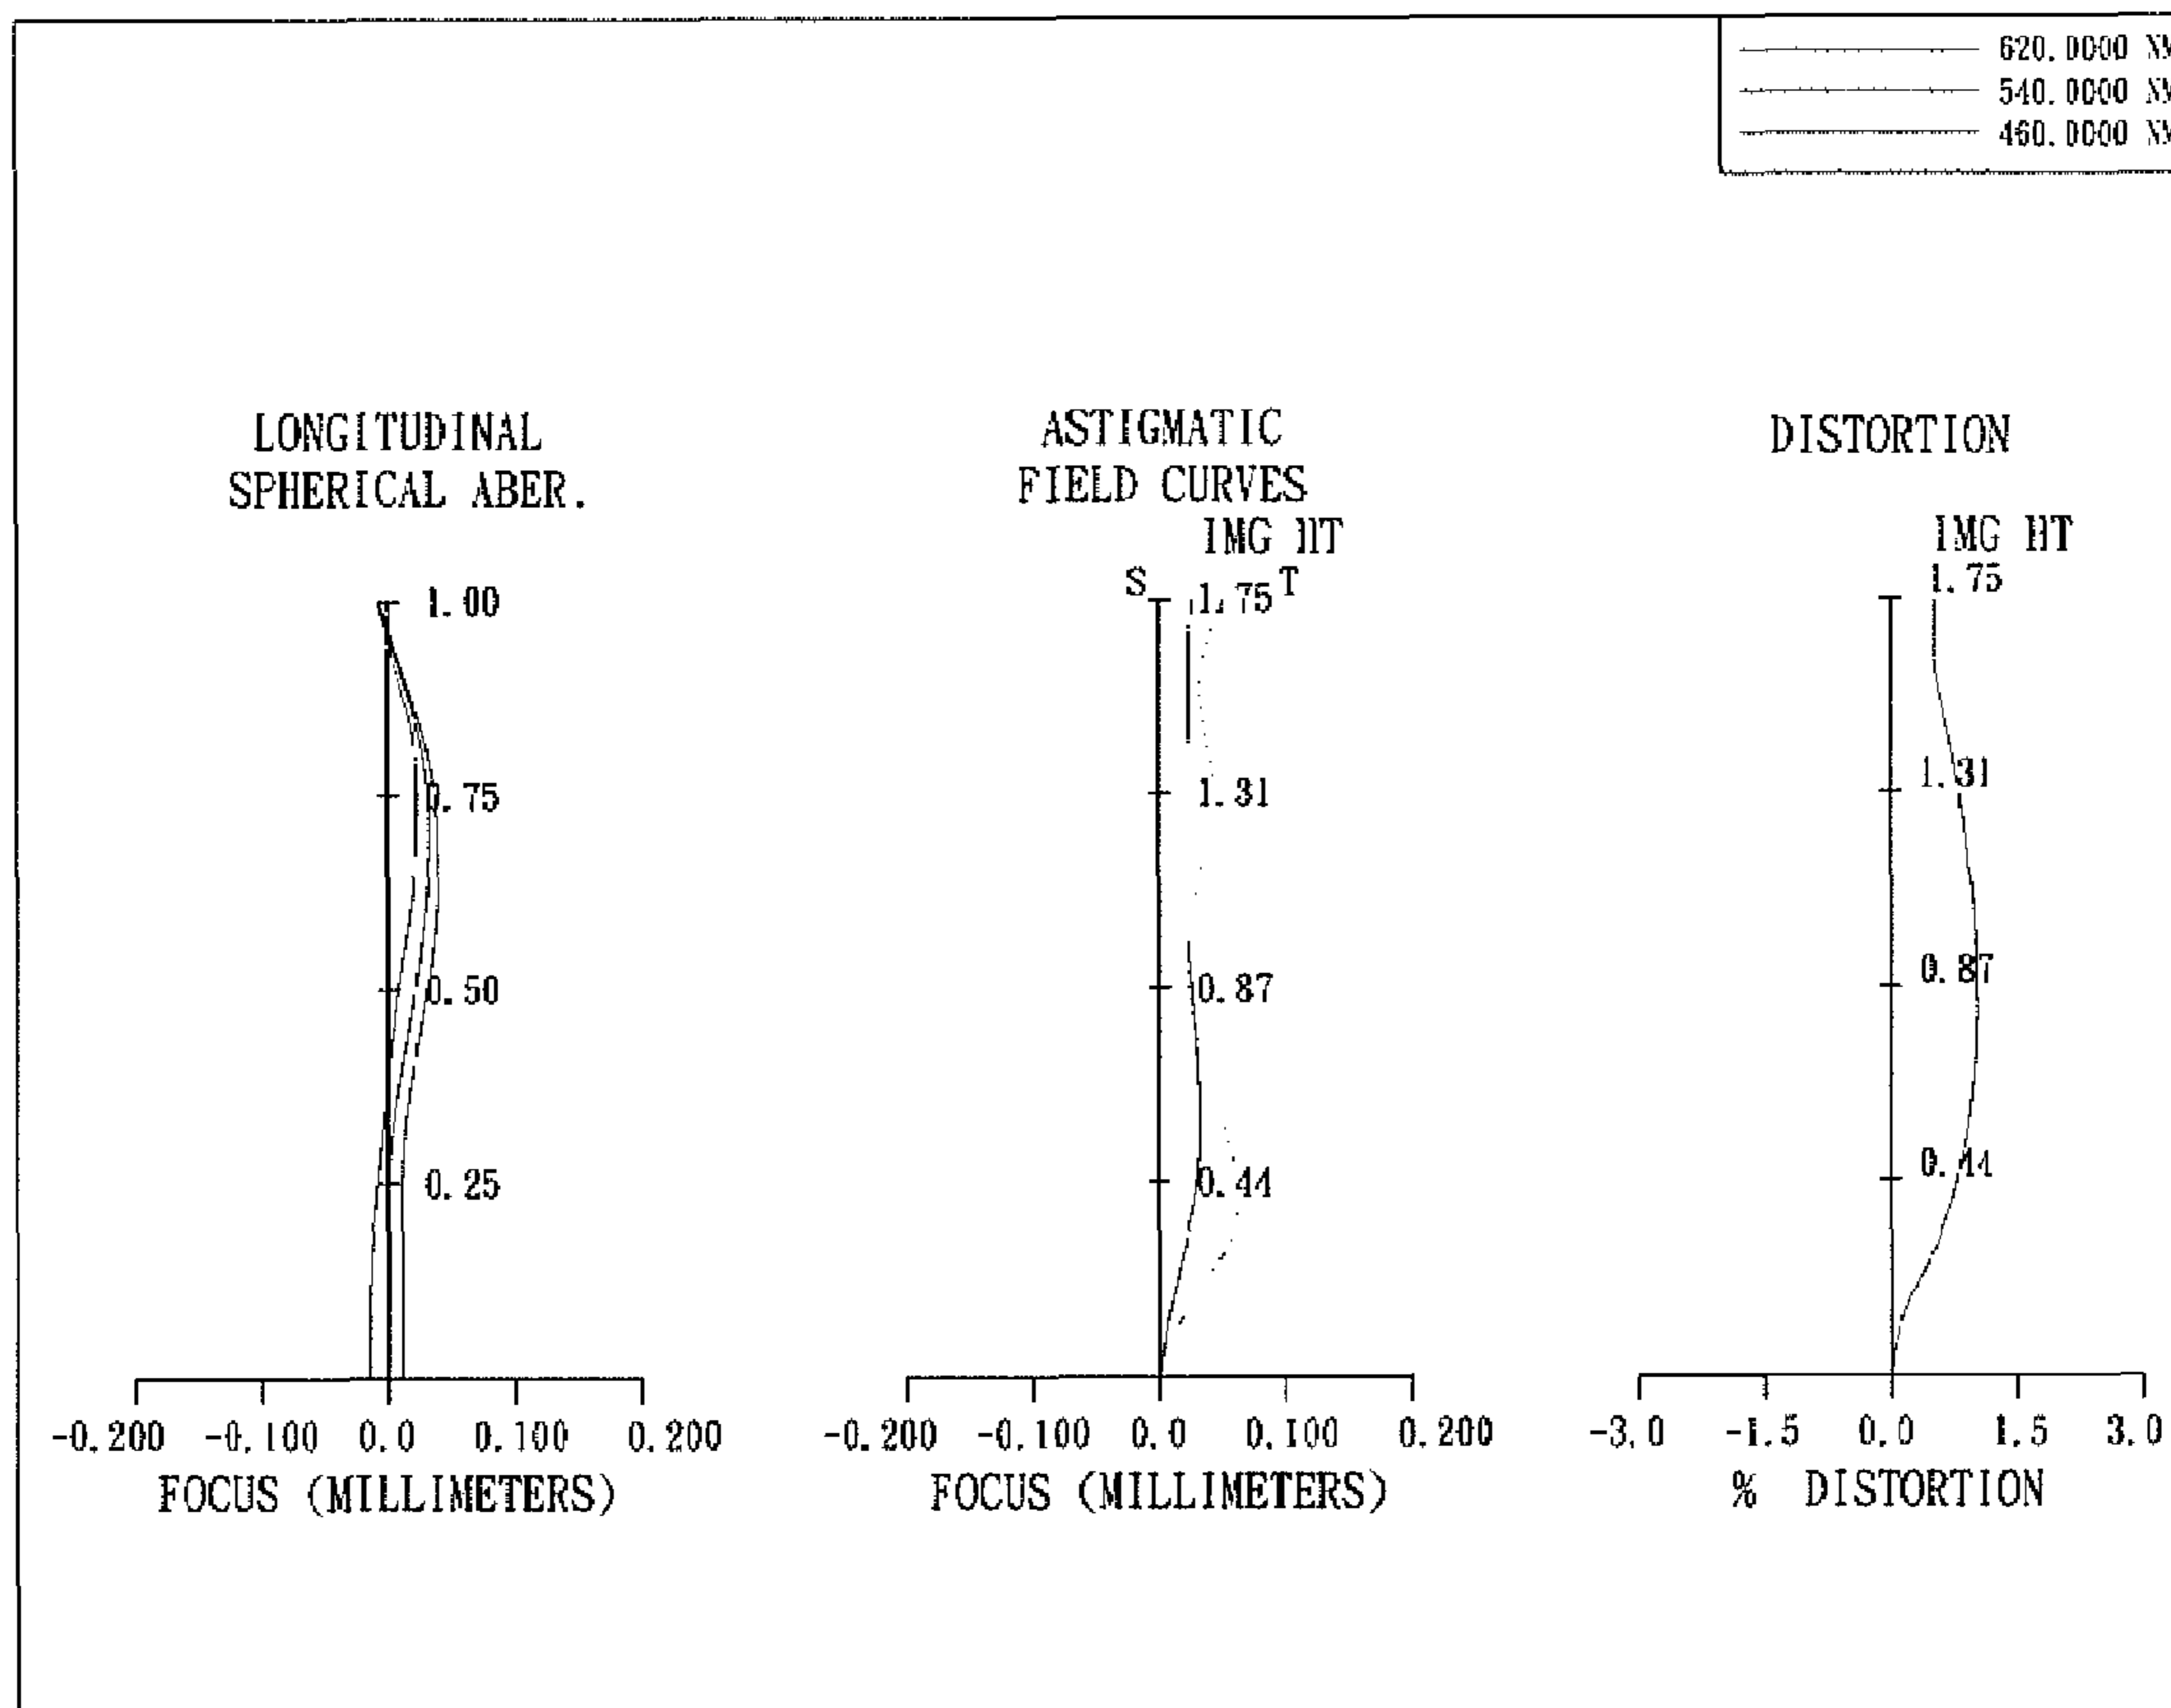 620.0000 NM
540.0000 NM
460.0000 NM
LONGITUDINAL
SPHERICAL ABER.
1.00
0.75
0.50
0.25
-0.200 -0.100 0.0 0.100 0.200
FOCUS (MILLIMETERS)
ASTIGMATIC
FIELD CURVES
IMG HT
S 1.75 T
1.31
0.87
0.44
-0.200 -0.100 0.0 0.100 0.200
FOCUS (MILLIMETERS)
DISTORTION
IMG HT
1.75
1.31
0.87
0.44
-3.0 -1.5 0.0 1.5 3.0
% DISTORTION